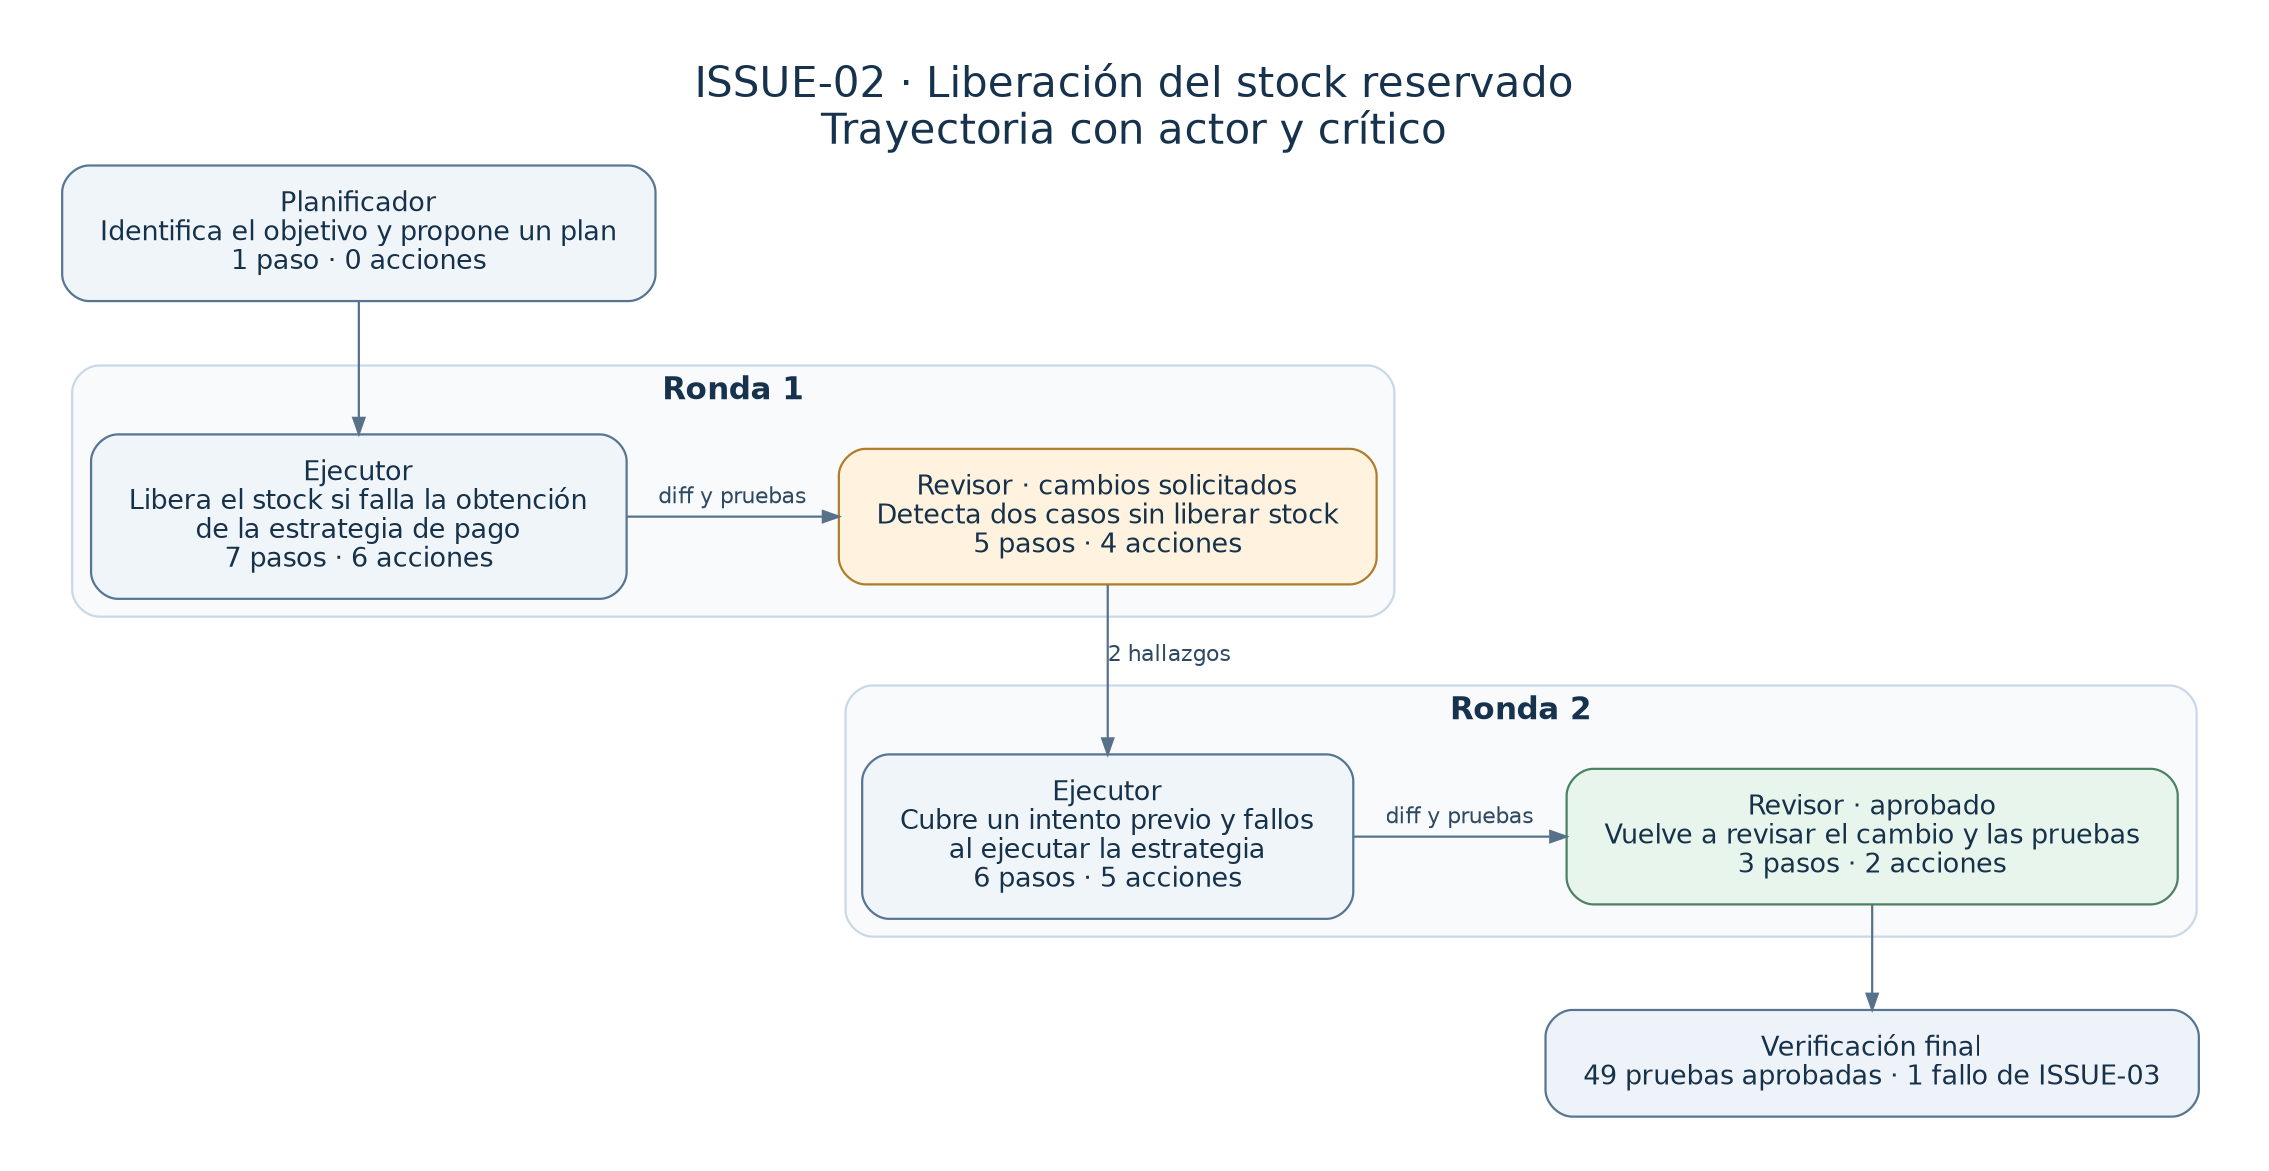 ISSUE-02 · Liberación del stock reservado
Trayectoria con actor y crítico
Planificador
Identifica el objetivo y propone un plan
1 paso · 0 acciones
Ronda 1
Ejecutor
Libera el stock si falla la obtención
de la estrategia de pago
7 pasos · 6 acciones
diff y pruebas
Revisor · cambios solicitados
Detecta dos casos sin liberar stock
5 pasos · 4 acciones
2 hallazgos
Ronda 2
Ejecutor
Cubre un intento previo y fallos
al ejecutar la estrategia
6 pasos · 5 acciones
diff y pruebas
Revisor · aprobado
Vuelve a revisar el cambio y las pruebas
3 pasos · 2 acciones
Verificación final
49 pruebas aprobadas · 1 fallo de ISSUE-03